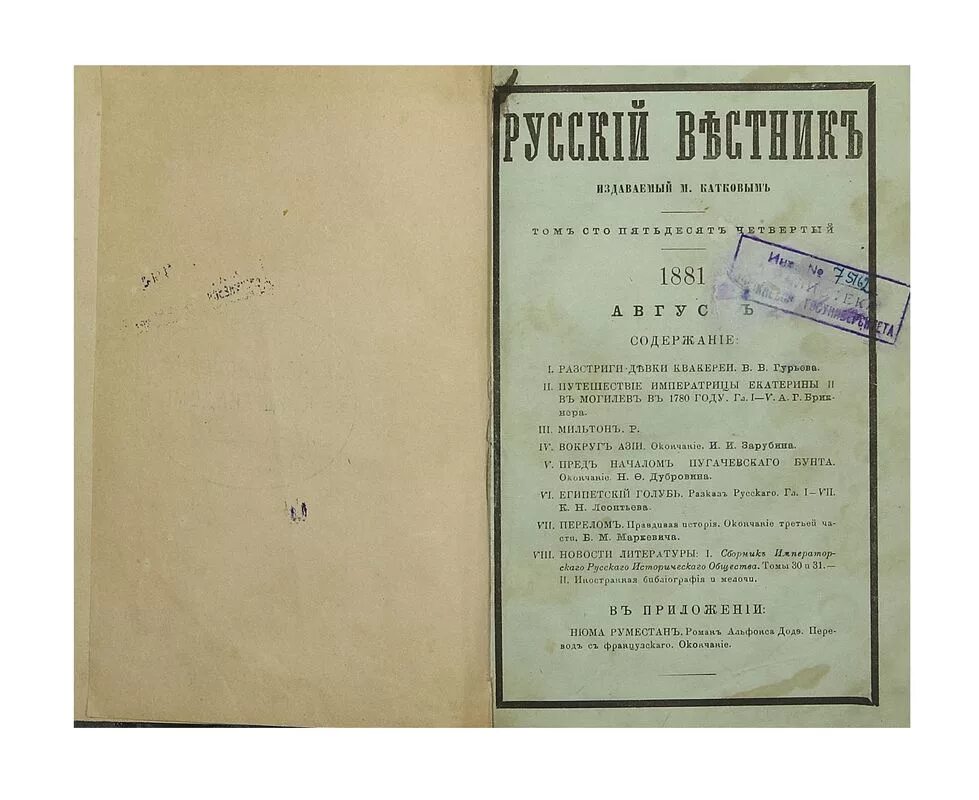 РУССКІЙ ВѢСТНИКЪ
ИЗДАВАЕМЫЙ М. КАТКОВЫМЪ
ТОМЪ СТО ПЯТЬДЕСЯТЪ ЧЕТВЕРТЫЙ
Инв. №
1881
АВГУС Ъ
ГОСУНИВЕРСИТЕТА
СОДЕРЖАНІЕ:
I. РАЗСТРИГИ-ДѢВКИ КВАКЕРЕИ. В. В. Гурьева.
II. ПУТЕШЕСТВІЕ ИМПЕРАТРИЦЫ ЕКАТЕРИНЫ II
ВЪ МОГИЛЕВЪ ВЪ 1780 ГОДУ. Гл. I—V. А. Г. Брик-
нера.
III. МИЛЬТОНЪ. Р.
IV. ВОКРУГЪ АЗІИ. Окончаніе. И. И. Зарубина.
V. ПРЕДЪ НАЧАЛОМЪ ПУГАЧЕВСКАГО БУНТА.
Окончаніе. Н. Ѳ. Дубровина.
VI. ЕГИПЕТСКІЙ ГОЛУБЬ. Разказъ Русскаго. Гл. I—VII.
К. Н. Леонтьева.
VII. ПЕРЕЛОМЪ. Правдивая исторія. Окончаніе третьей ча-
сти. Б. М. Маркевича.
VIII. НОВОСТИ ЛИТЕРАТУРЫ: I. Сборникъ Император-
скаго Русскаго Историческаго Общества. Томы 30 и 31.—
II. Иностранная библіографія и мелочи.
ВЪ ПРИЛОЖЕНІИ:
НЮМА РУМЕСТАНЪ. Романъ Альфонса Додэ. Пере-
водъ съ французскаго. Окончаніе.